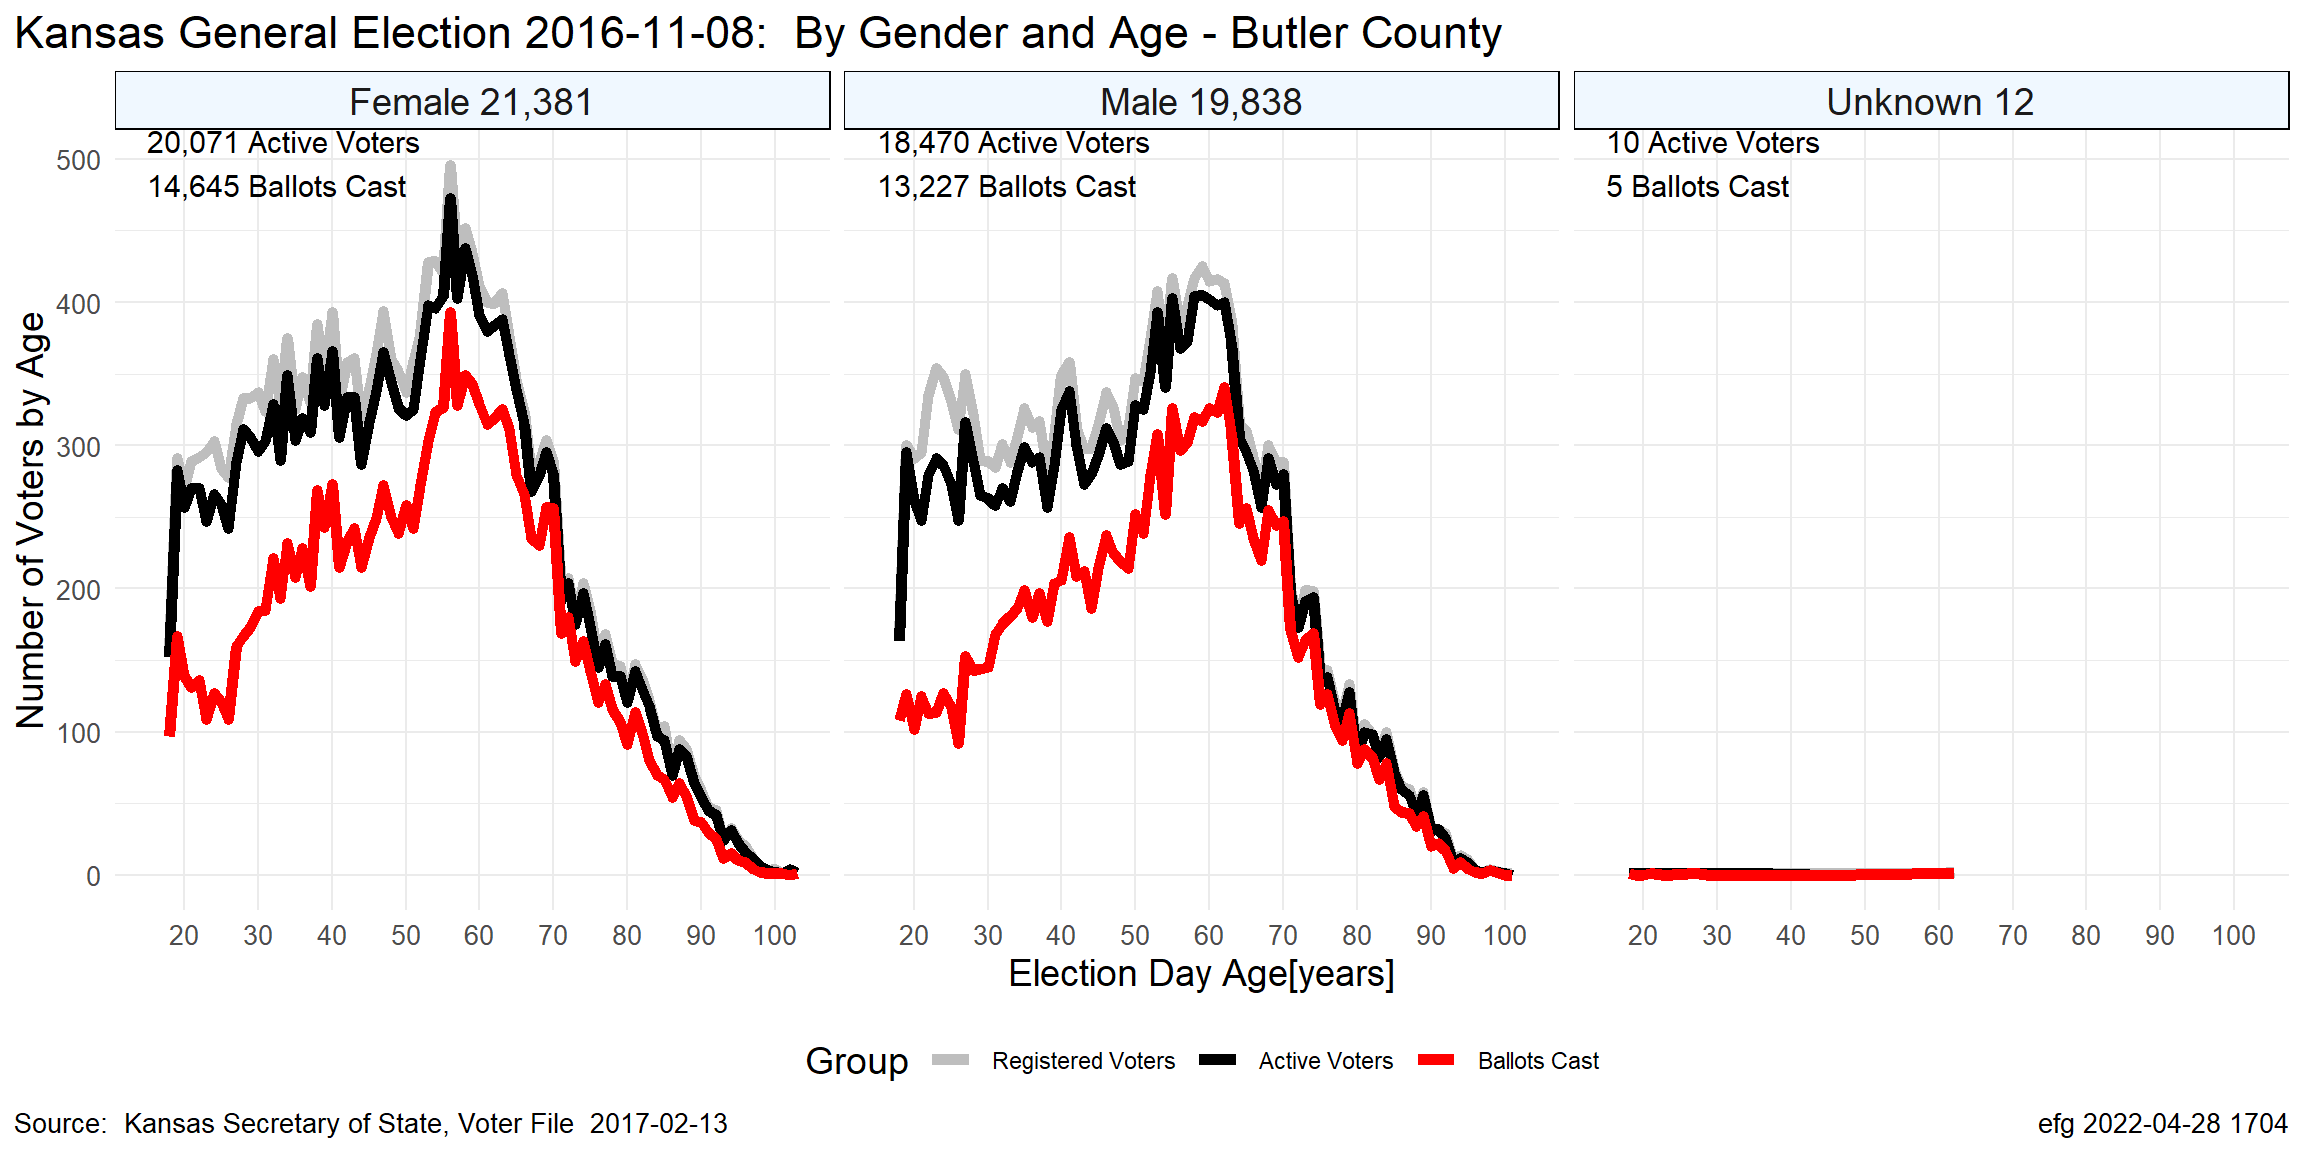 Kansas General Election 2016-11-08:  By Gender and Age - Butler County
Female 21,381
Male 19,838
Unknown 12
20,071 Active Voters
14,645 Ballots Cast
18,470 Active Voters
13,227 Ballots Cast
10 Active Voters
5 Ballots Cast
Number of Voters by Age
500
400
300
200
100
0
20 30 40 50 60 70 80 90 100
20 30 40 50 60 70 80 90 100
20 30 40 50 60 70 80 90 100
Election Day Age[years]
Group Registered Voters Active Voters Ballots Cast
Source:  Kansas Secretary of State, Voter File  2017-02-13
efg 2022-04-28 1704